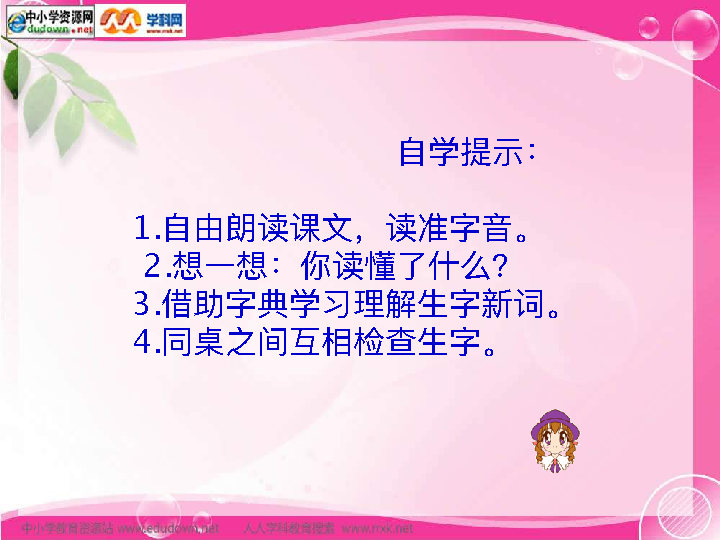 中小学资源网 学科网
dudown.net www.rrxk.net
自学提示：
1.自由朗读课文，读准字音。
2.想一想：你读懂了什么？
3.借助字典学习理解生字新词。
4.同桌之间互相检查生字。
中小学教育资源站 www.edudown.net 人人学科教育搜索 www.rrxk.net